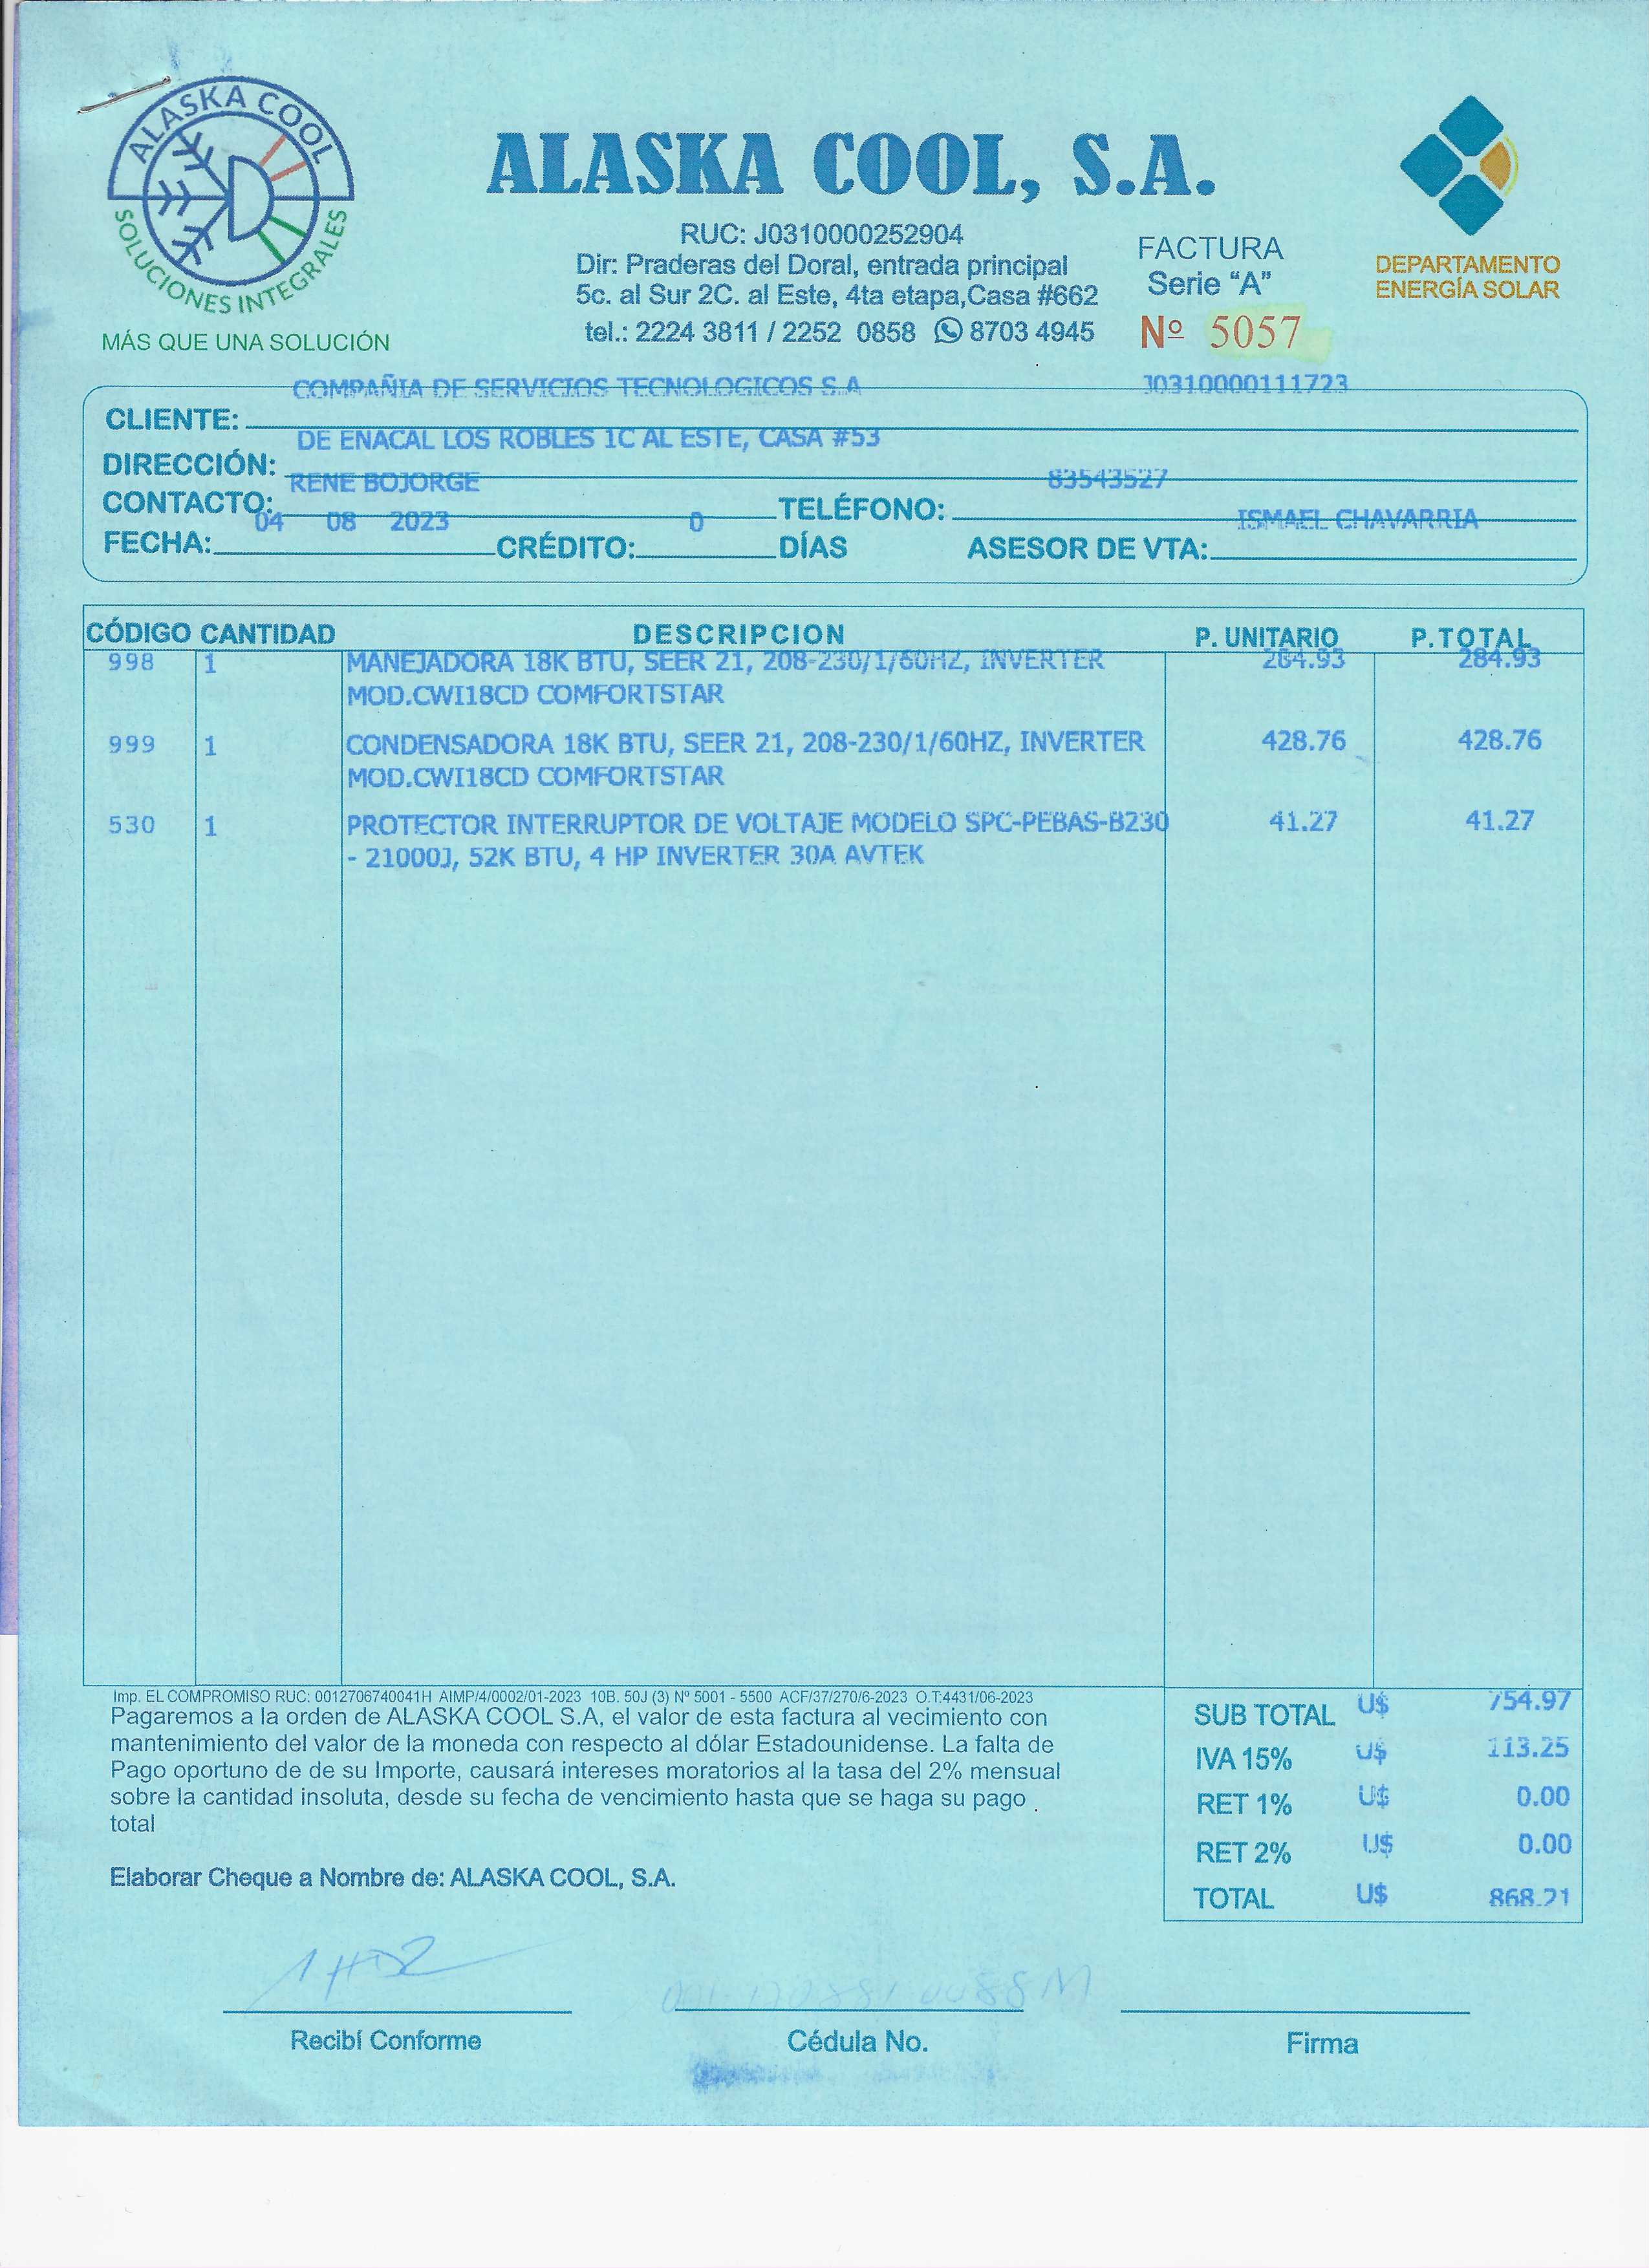 ALASKA COOL
SOLUCIONES INTEGRALES
MÁS QUE UNA SOLUCIÓN
ALASKA COOL, S.A.
RUC: J0310000252904
Dir: Praderas del Doral, entrada principal
5c. al Sur 2C. al Este, 4ta etapa,Casa #662
tel.: 2224 3811 / 2252 0858 8703 4945
FACTURA
Serie "A"
Nº 5057
DEPARTAMENTO
ENERGÍA SOLAR
COMPAÑIA DE SERVICIOS TECNOLOGICOS S.A J0310000111723
CLIENTE:
DE ENACAL LOS ROBLES 1C AL ESTE, CASA #53
DIRECCIÓN:
RENE BOJORGE 83543527
CONTACTO: TELÉFONO:
04 08 2023 0 ISMAEL CHAVARRIA
FECHA: CRÉDITO: DÍAS ASESOR DE VTA:
CÓDIGO CANTIDAD DESCRIPCION P. UNITARIO P.TOTAL
998 1 MANEJADORA 18K BTU, SEER 21, 208-230/1/60HZ, INVERTER 284.93 284.93
MOD.CWI18CD COMFORTSTAR
999 1 CONDENSADORA 18K BTU, SEER 21, 208-230/1/60HZ, INVERTER 428.76 428.76
MOD.CWI18CD COMFORTSTAR
530 1 PROTECTOR INTERRUPTOR DE VOLTAJE MODELO SPC-PEBAS-B230 41.27 41.27
- 21000J, 52K BTU, 4 HP INVERTER 30A AVTEK
Imp. EL COMPROMISO RUC: 0012706740041H AIMP/4/0002/01-2023 10B. 50J (3) Nº 5001 - 5500 ACF/37/270/6-2023 O.T:4431/06-2023
Pagaremos a la orden de ALASKA COOL S.A, el valor de esta factura al vecimiento con
mantenimiento del valor de la moneda con respecto al dólar Estadounidense. La falta de
Pago oportuno de de su Importe, causará intereses moratorios al la tasa del 2% mensual
sobre la cantidad insoluta, desde su fecha de vencimiento hasta que se haga su pago
total
Elaborar Cheque a Nombre de: ALASKA COOL, S.A.
SUB TOTAL U$ 754.97
IVA 15% U$ 113.25
RET 1% U$ 0.00
RET 2% U$ 0.00
TOTAL U$ 868.21
Recibí Conforme Cédula No. Firma